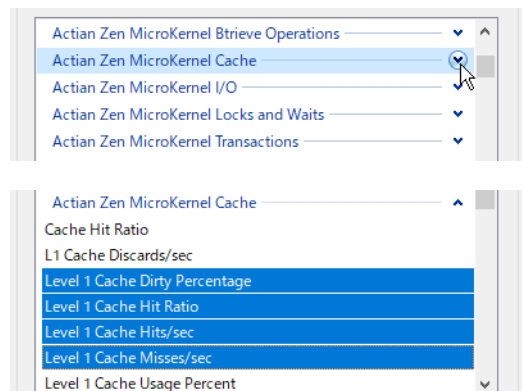 Actian Zen MicroKernel Btrieve Operations
Actian Zen MicroKernel Cache
Actian Zen MicroKernel I/O
Actian Zen MicroKernel Locks and Waits
Actian Zen MicroKernel Transactions
Actian Zen MicroKernel Cache
Cache Hit Ratio
L1 Cache Discards/sec
Level 1 Cache Dirty Percentage
Level 1 Cache Hit Ratio
Level 1 Cache Hits/sec
Level 1 Cache Misses/sec
Level 1 Cache Usage Percent